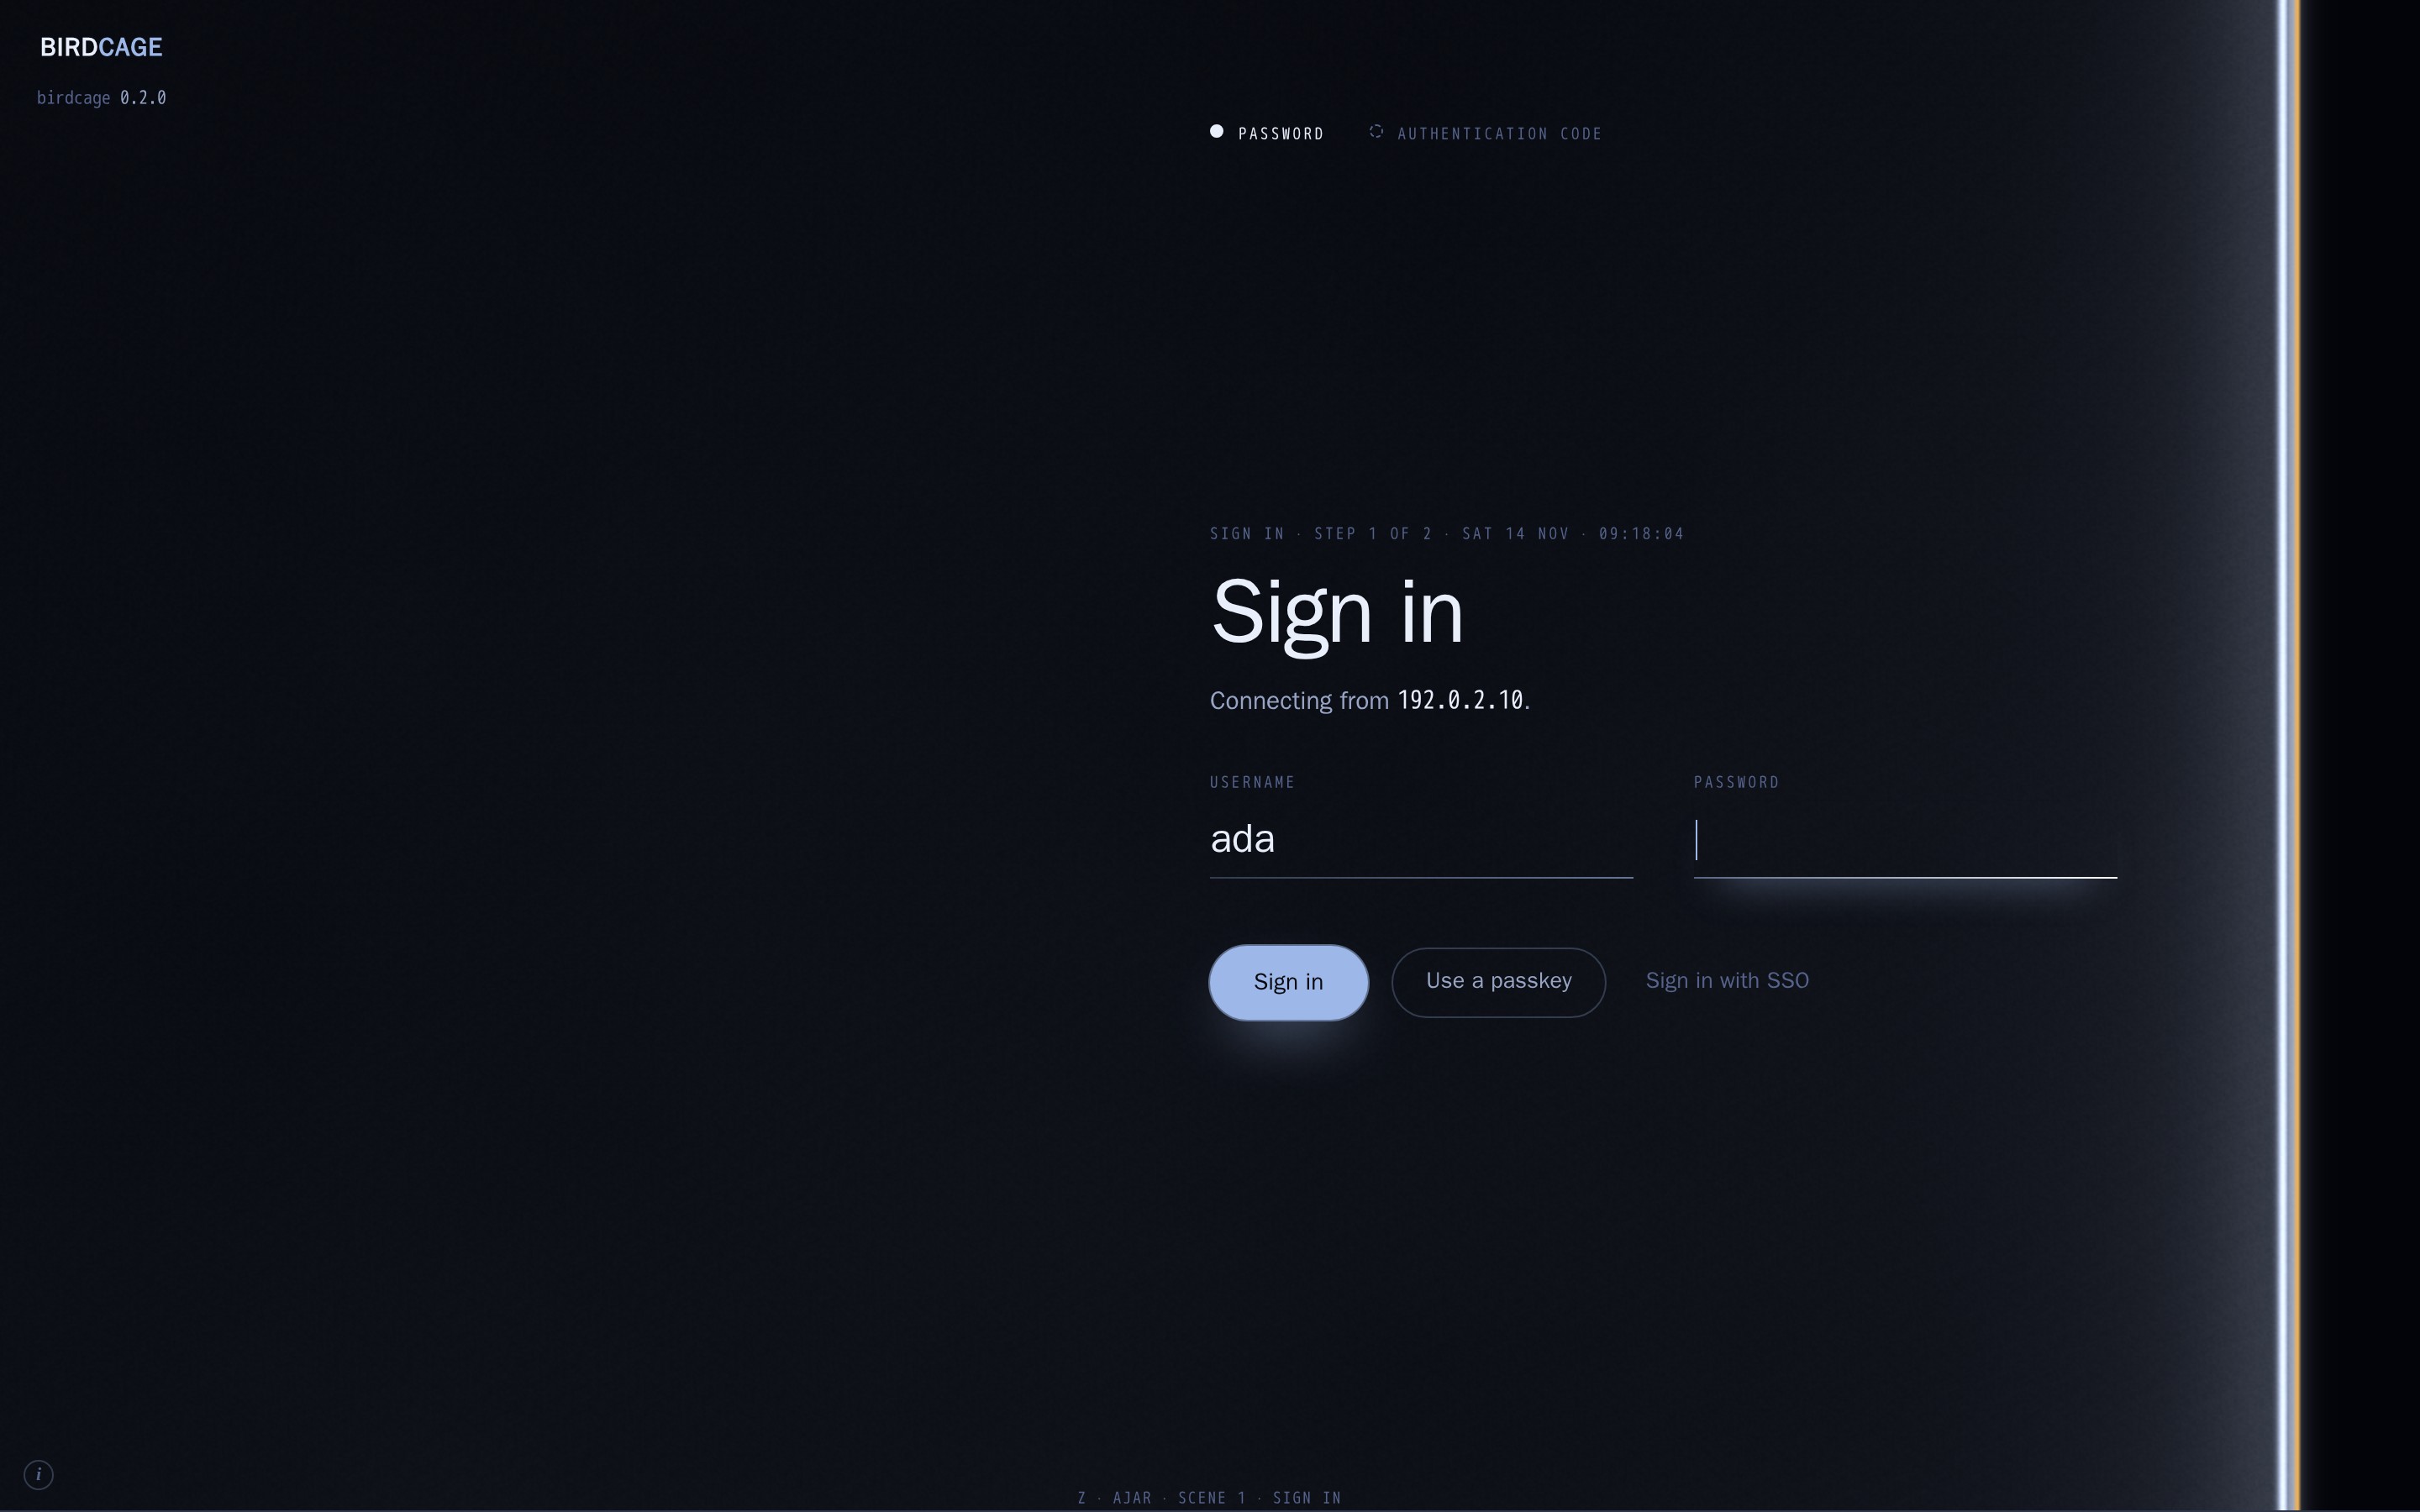 BIRDCAGE
birdcage 0.2.0
PASSWORD AUTHENTICATION CODE
SIGN IN · STEP 1 OF 2 · SAT 14 NOV · 09:18:04
Sign in
Connecting from 192.0.2.10.
USERNAME PASSWORD
ada
Sign in Use a passkey Sign in with SSO
i
Z · AJAR · SCENE 1 · SIGN IN